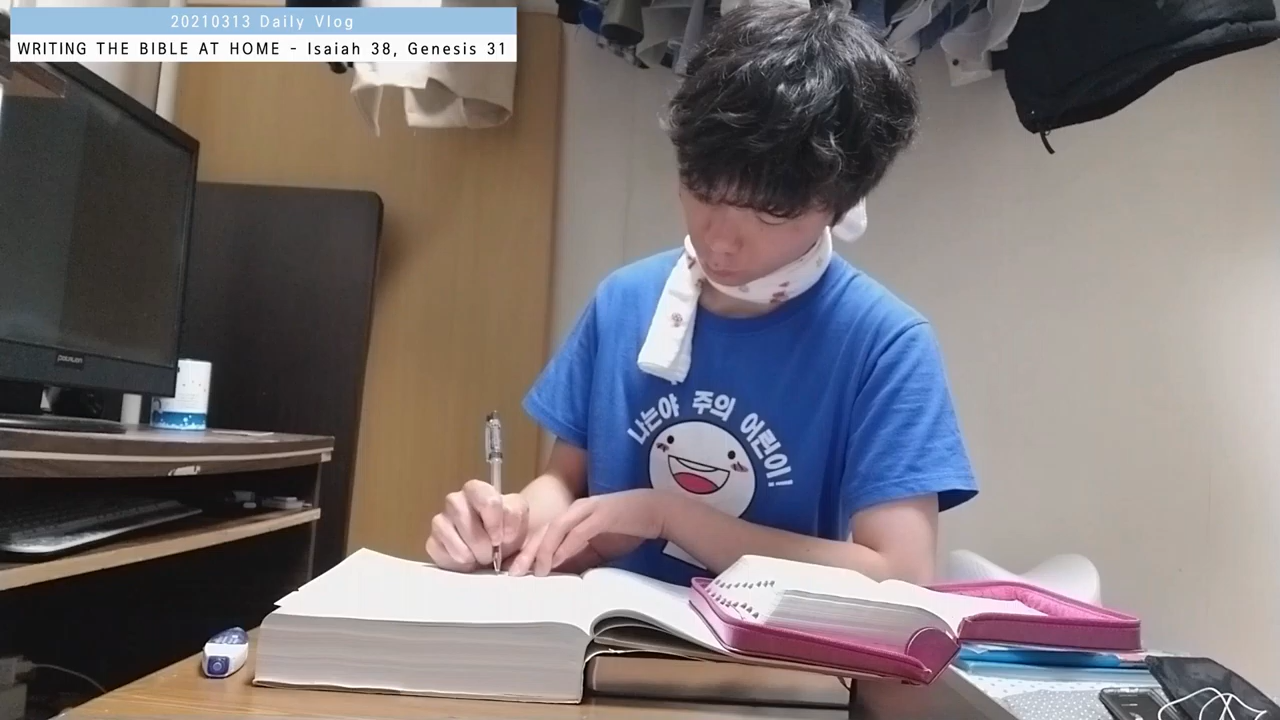 20210313 Daily Vlog
WRITING THE BIBLE AT HOME - Isaiah 38, Genesis 31
나는야 주의 어린이!